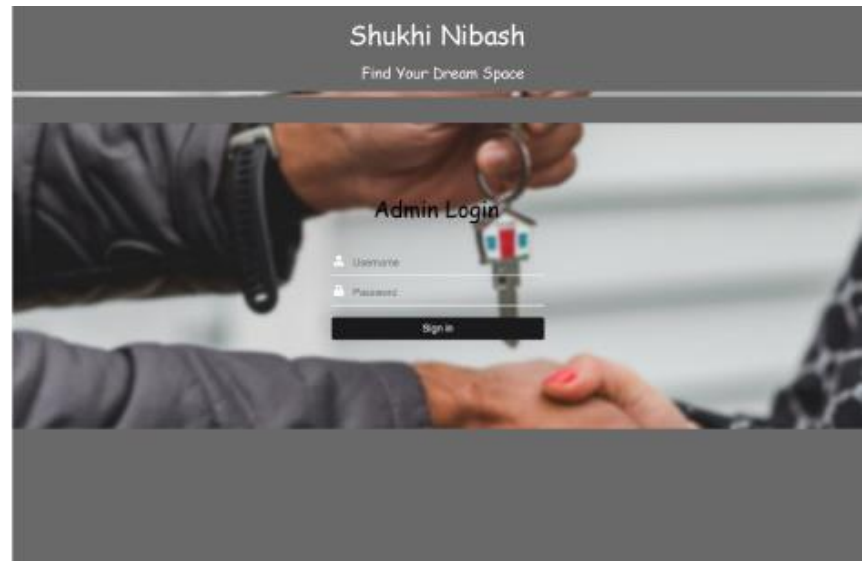 Shukhi Nibash
Find Your Dream Space
Admin Login
Username
Password
Sign in